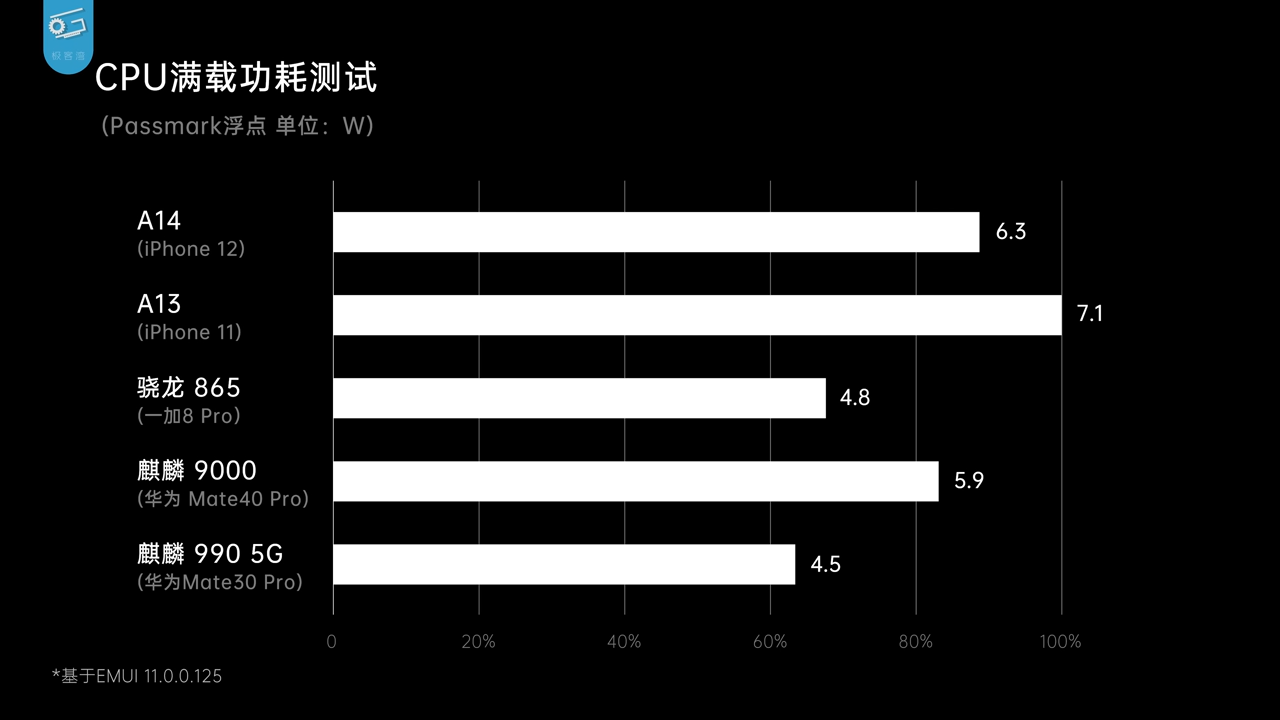 极客湾
CPU满载功耗测试
(Passmark浮点 单位：W)
A14
(iPhone 12)
6.3
A13
(iPhone 11)
7.1
骁龙 865
(一加8 Pro)
4.8
麒麟 9000
(华为 Mate40 Pro)
5.9
麒麟 990 5G
(华为Mate30 Pro)
4.5
0 20% 40% 60% 80% 100%
*基于EMUI 11.0.0.125